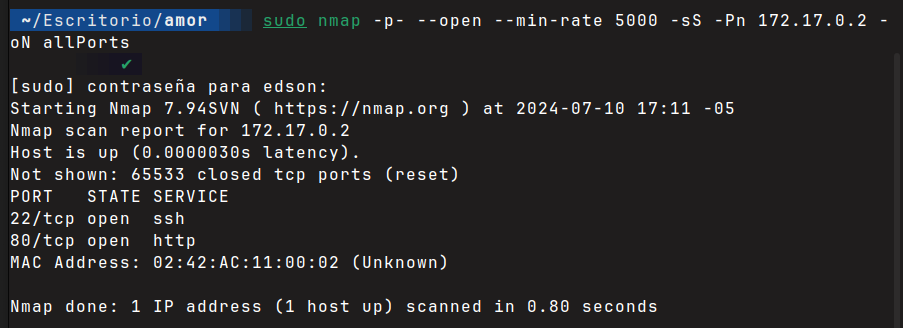 ~/Escritorio/amor sudo nmap -p- --open --min-rate 5000 -sS -Pn 172.17.0.2 -
oN allPorts
✔
[sudo] contraseña para edson:
Starting Nmap 7.94SVN ( https://nmap.org ) at 2024-07-10 17:11 -05
Nmap scan report for 172.17.0.2
Host is up (0.0000030s latency).
Not shown: 65533 closed tcp ports (reset)
PORT   STATE SERVICE
22/tcp open  ssh
80/tcp open  http
MAC Address: 02:42:AC:11:00:02 (Unknown)

Nmap done: 1 IP address (1 host up) scanned in 0.80 seconds